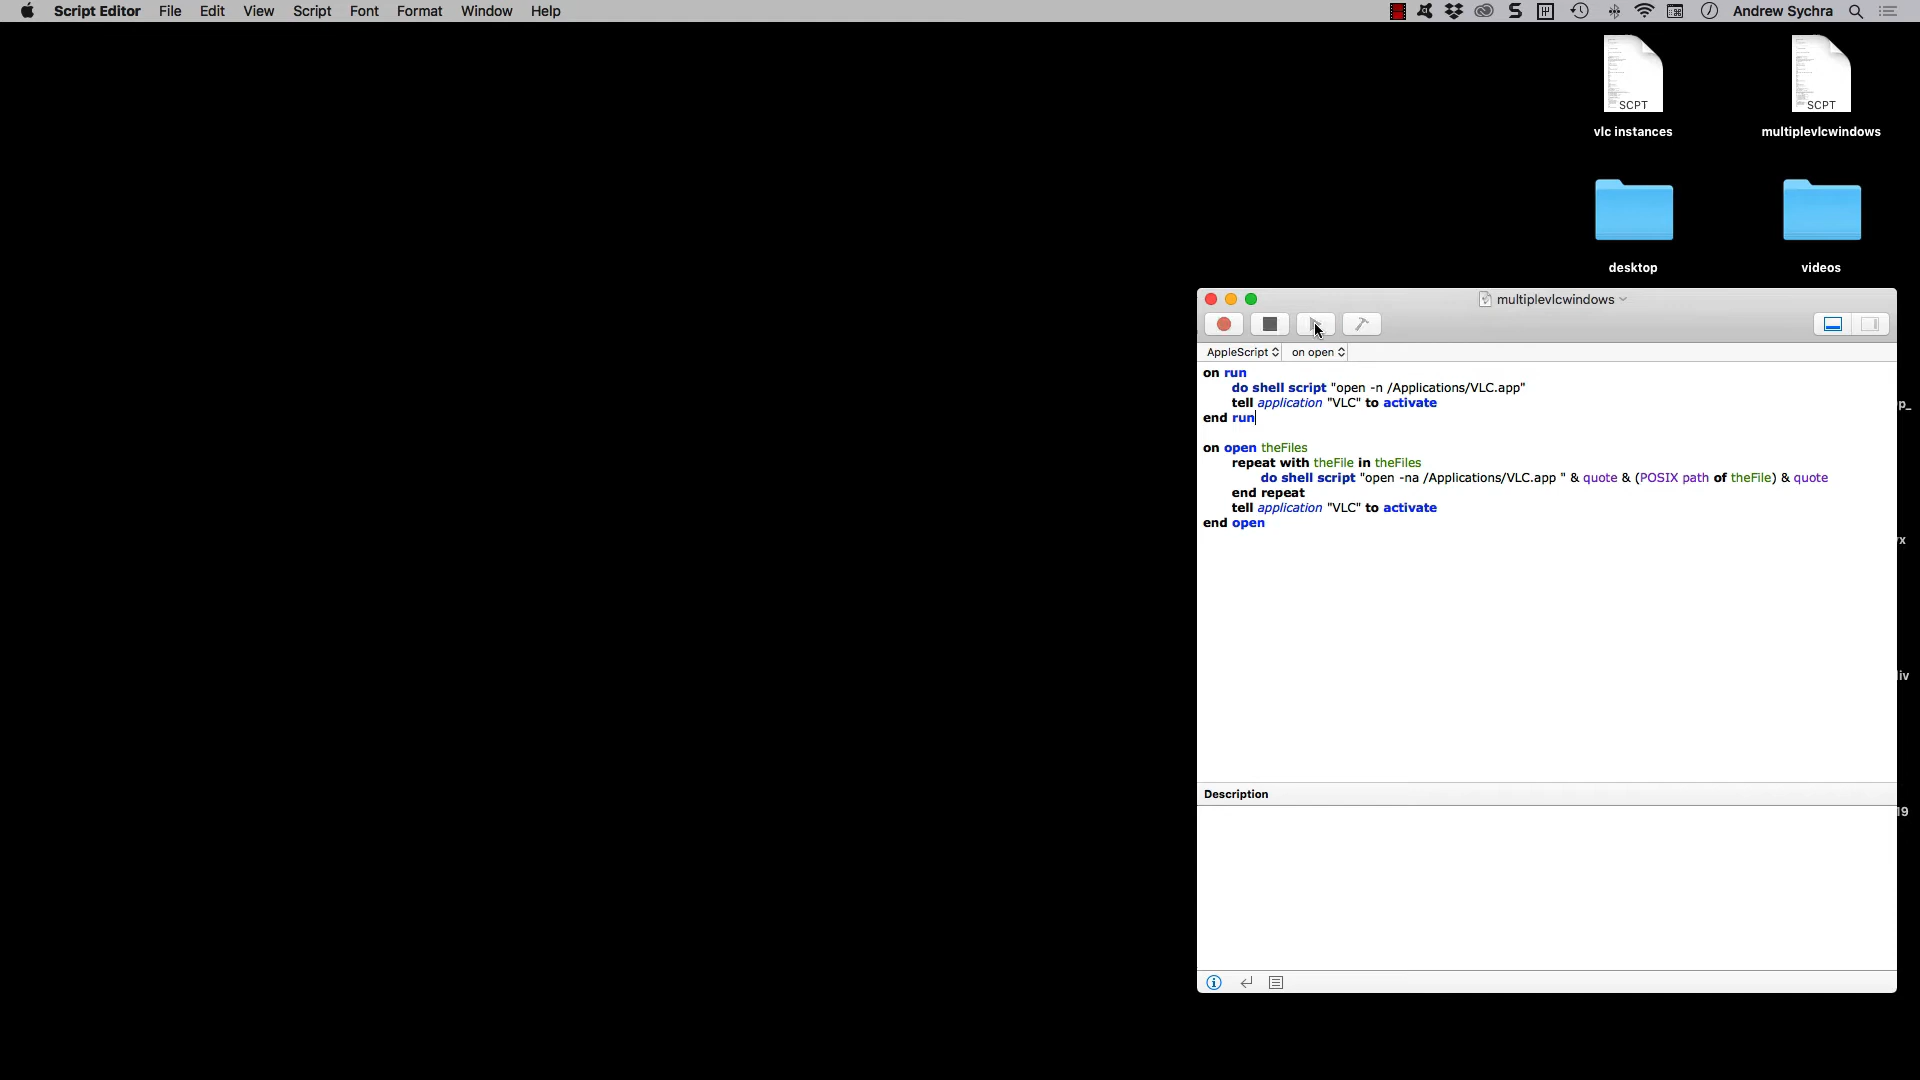 Script Editor File Edit View Script Font Format Window Help Andrew Sychra
SCPT SCPT
vlc instances multiplevlcwindows
desktop videos
multiplevlcwindows
AppleScript on open
on run
do shell script "open -n /Applications/VLC.app"
tell application "VLC" to activate
end run
on open theFiles
repeat with theFile in theFiles
do shell script "open -na /Applications/VLC.app " & quote & (POSIX path of theFile) & quote
end repeat
tell application "VLC" to activate
end open
Description